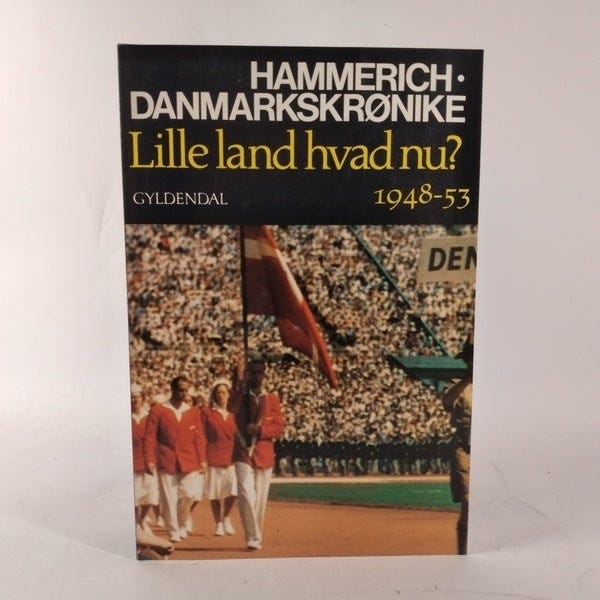 HAMMERICH·
DANMARKSKRØNIKE
Lille land hvad nu?
GYLDENDAL 1948-53
DEN